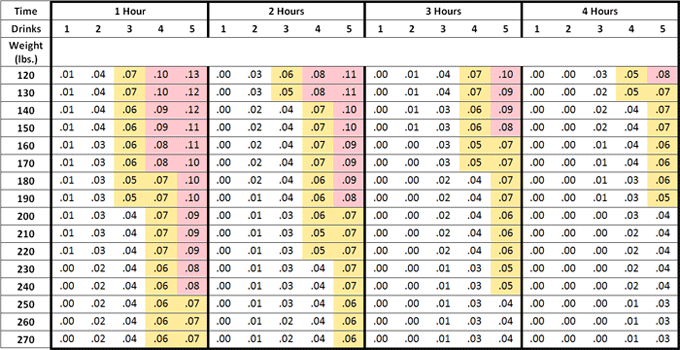 Time 1 Hour 2 Hours 3 Hours 4 Hours
Drinks 1 2 3 4 5 1 2 3 4 5 1 2 3 4 5 1 2 3 4 5
Weight
(lbs.)
120 .01 .04 .07 .10 .13 .00 .03 .06 .08 .11 .00 .01 .04 .07 .10 .00 .00 .03 .05 .08
130 .01 .04 .07 .10 .12 .00 .03 .05 .08 .11 .00 .01 .04 .07 .09 .00 .00 .02 .05 .07
140 .01 .04 .06 .10 .12 .00 .02 .04 .07 .10 .00 .01 .03 .06 .09 .00 .00 .02 .04 .07
150 .01 .04 .06 .09 .11 .00 .02 .04 .07 .10 .00 .01 .03 .06 .08 .00 .00 .02 .04 .07
160 .01 .03 .06 .08 .11 .00 .02 .04 .07 .09 .00 .00 .03 .05 .07 .00 .00 .01 .04 .06
170 .01 .03 .06 .08 .10 .00 .02 .04 .07 .09 .00 .00 .03 .05 .07 .00 .00 .01 .04 .06
180 .01 .03 .05 .07 .10 .00 .02 .04 .06 .09 .00 .00 .02 .04 .07 .00 .00 .01 .03 .06
190 .01 .03 .05 .07 .10 .00 .01 .04 .06 .08 .00 .00 .02 .04 .07 .00 .00 .01 .03 .05
200 .01 .03 .04 .07 .09 .00 .01 .03 .06 .07 .00 .00 .02 .04 .06 .00 .00 .00 .03 .04
210 .01 .03 .04 .07 .09 .00 .01 .03 .05 .07 .00 .00 .02 .04 .06 .00 .00 .00 .02 .04
220 .01 .03 .04 .07 .09 .00 .01 .03 .05 .07 .00 .00 .02 .04 .06 .00 .00 .00 .02 .04
230 .00 .02 .04 .06 .08 .00 .01 .03 .04 .07 .00 .00 .01 .03 .05 .00 .00 .00 .02 .04
240 .00 .02 .04 .06 .08 .00 .01 .03 .04 .07 .00 .00 .01 .03 .05 .00 .00 .00 .02 .04
250 .00 .02 .04 .06 .07 .00 .01 .02 .04 .06 .00 .00 .01 .03 .04 .00 .00 .00 .01 .03
260 .00 .02 .04 .06 .07 .00 .01 .02 .04 .06 .00 .00 .01 .03 .04 .00 .00 .00 .01 .03
270 .00 .02 .04 .06 .07 .00 .01 .02 .04 .06 .00 .00 .01 .03 .04 .00 .00 .00 .01 .03